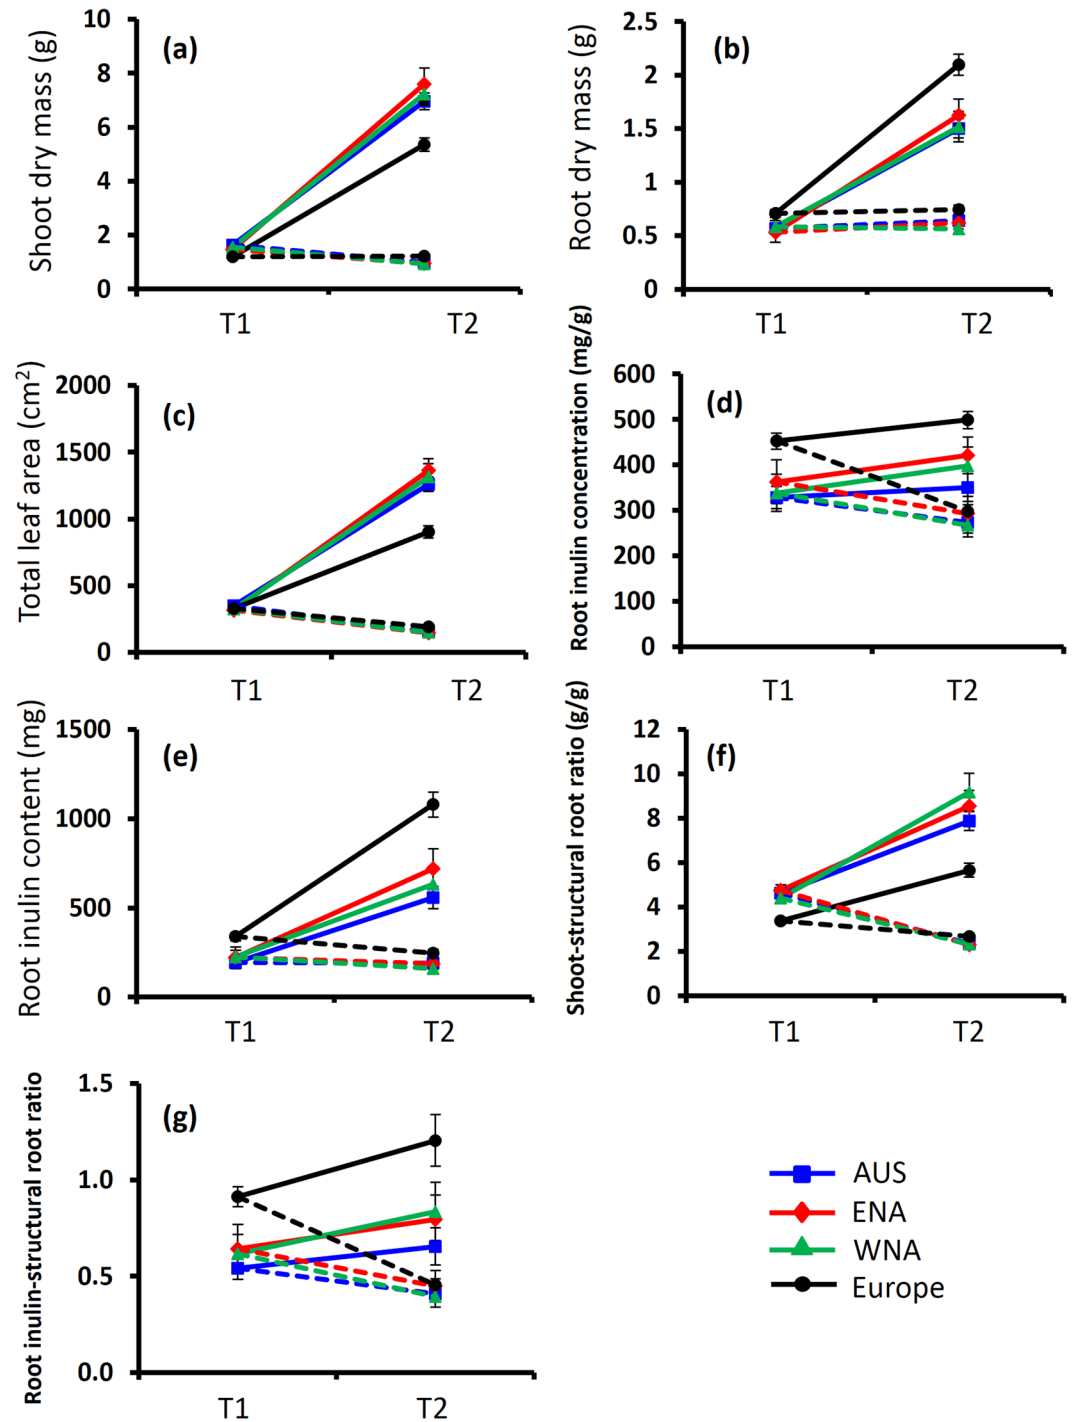 (a)
Shoot dry mass (g)
10
8
6
4
2
0
T1 T2
(b)
Root dry mass (g)
2.5
2
1.5
1
0.5
0
T1 T2
(c)
Total leaf area (cm²)
2000
1500
1000
500
0
T1 T2
(d)
Root inulin concentration (mg/g)
600
500
400
300
200
100
0
T1 T2
(e)
Root inulin content (mg)
1500
1000
500
0
T1 T2
(f)
Shoot-structural root ratio (g/g)
12
10
8
6
4
2
0
T1 T2
(g)
Root inulin-structural root ratio
1.5
1.0
0.5
0.0
T1 T2
AUS
ENA
WNA
Europe